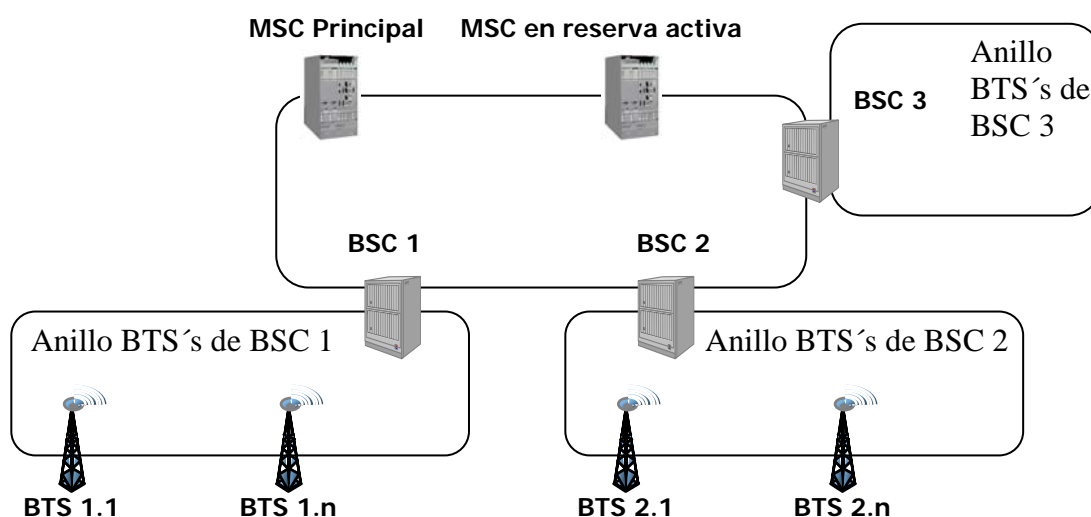 MSC Principal
MSC en reserva activa
BSC 3
Anillo
BTS´s de
BSC 3
BSC 1
BSC 2
Anillo BTS´s de BSC 1
Anillo BTS´s de BSC 2
BTS 1.1
BTS 1.n
BTS 2.1
BTS 2.n